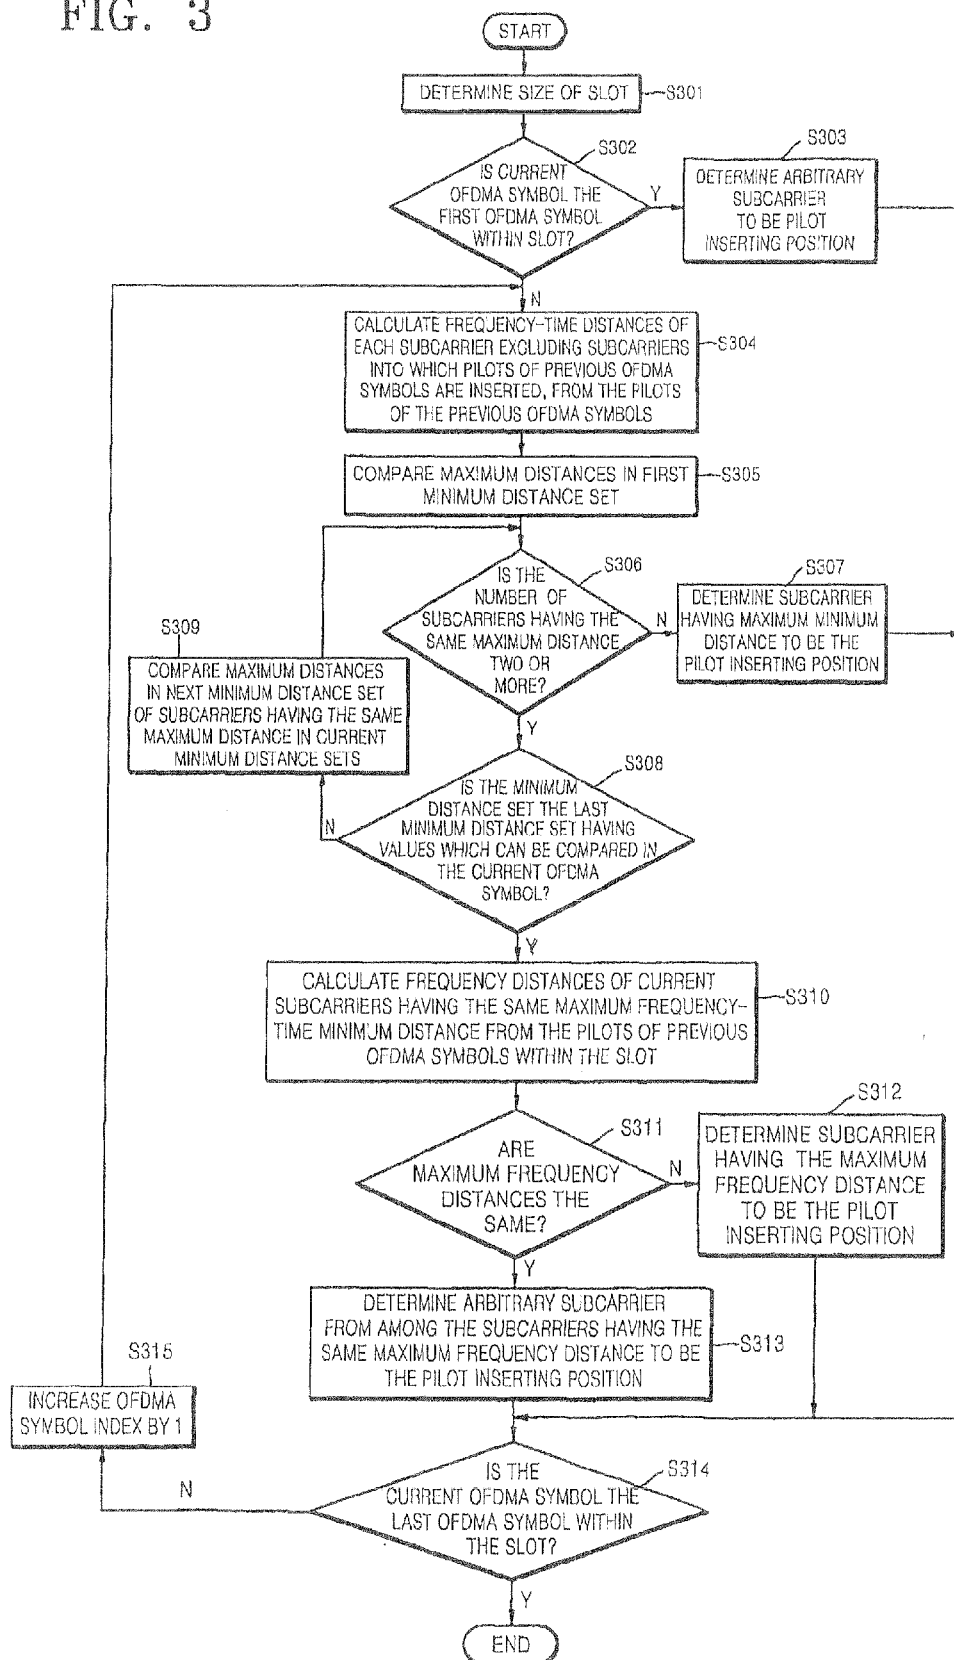 FIG. 3
START
DETERMINE SIZE OF SLOT
S301
S302
IS CURRENT
OFDMA SYMBOL THE
FIRST OFDMA SYMBOL
WITHIN SLOT?
Y
S303
DETERMINE ARBITRARY
SUBCARRIER
TO BE PILOT
INSERTING POSITION
N
CALCULATE FREQUENCY-TIME DISTANCES OF
EACH SUBCARRIER EXCLUDING SUBCARRIERS
INTO WHICH PILOTS OF PREVIOUS OFDMA
SYMBOLS ARE INSERTED, FROM THE PILOTS
OF THE PREVIOUS OFDMA SYMBOLS
S304
COMPARE MAXIMUM DISTANCES IN FIRST
MINIMUM DISTANCE SET
S305
S306
IS THE
NUMBER OF
SUBCARRIERS HAVING THE
SAME MAXIMUM DISTANCE
TWO OR
MORE?
N
S307
DETERMINE SUBCARRIER
HAVING MAXIMUM MINIMUM
DISTANCE TO BE THE
PILOT INSERTING POSITION
S309
COMPARE MAXIMUM DISTANCES
IN NEXT MINIMUM DISTANCE SET
OF SUBCARRIERS HAVING THE SAME
MAXIMUM DISTANCE IN CURRENT
MINIMUM DISTANCE SETS
Y
S308
IS THE MINIMUM
DISTANCE SET THE LAST
MINIMUM DISTANCE SET HAVING
VALUES WHICH CAN BE COMPARED IN
THE CURRENT OFDMA
SYMBOL?
N
Y
CALCULATE FREQUENCY DISTANCES OF CURRENT
SUBCARRIERS HAVING THE SAME MAXIMUM FREQUENCY-
TIME MINIMUM DISTANCE FROM THE PILOTS OF PREVIOUS
OFDMA SYMBOLS WITHIN THE SLOT
S310
S311
ARE
MAXIMUM FREQUENCY
DISTANCES THE
SAME?
N
S312
DETERMINE SUBCARRIER
HAVING THE MAXIMUM
FREQUENCY DISTANCE
TO BE THE PILOT
INSERTING POSITION
Y
DETERMINE ARBITRARY SUBCARRIER
FROM AMONG THE SUBCARRIERS HAVING THE
SAME MAXIMUM FREQUENCY DISTANCE TO BE
THE PILOT INSERTING POSITION
S313
S315
INCREASE OFDMA
SYMBOL INDEX BY 1
N
S314
IS THE
CURRENT OFDMA SYMBOL THE
LAST OFDMA SYMBOL WITHIN
THE SLOT?
Y
END